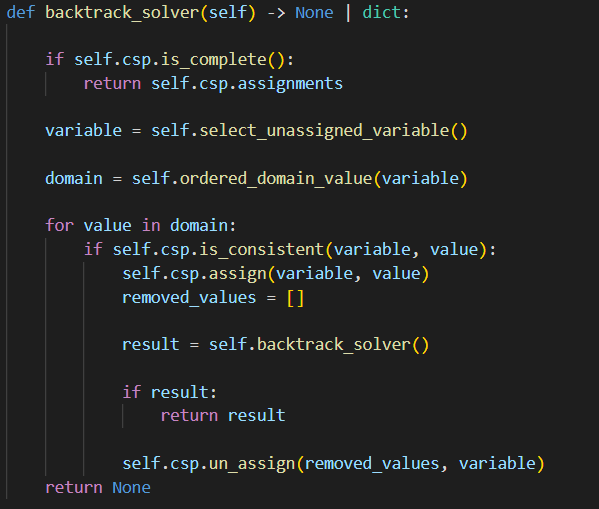 def backtrack_solver(self) -> None | dict:
if self.csp.is_complete():
return self.csp.assignments
variable = self.select_unassigned_variable()
domain = self.ordered_domain_value(variable)
for value in domain:
if self.csp.is_consistent(variable, value):
self.csp.assign(variable, value)
removed_values = []
result = self.backtrack_solver()
if result:
return result
self.csp.un_assign(removed_values, variable)
return None